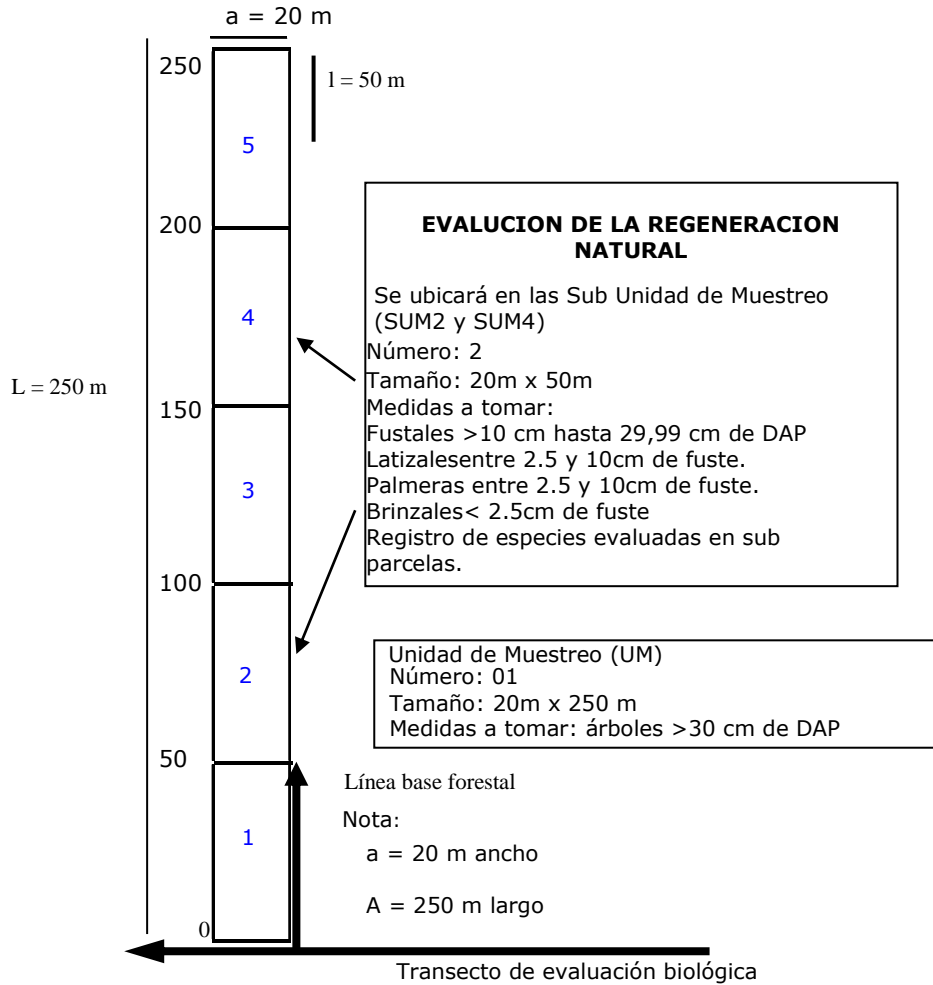 a = 20 m
250
l = 50 m
5
200
4
L = 250 m
150
3
100
2
50
1
0
EVALUCION DE LA REGENERACION
NATURAL
Se ubicará en las Sub Unidad de Muestreo
(SUM2 y SUM4)
Número: 2
Tamaño: 20m x 50m
Medidas a tomar:
Fustales >10 cm hasta 29,99 cm de DAP
Latizalesentre 2.5 y 10cm de fuste.
Palmeras entre 2.5 y 10cm de fuste.
Brinzales< 2.5cm de fuste
Registro de especies evaluadas en sub
parcelas.
Unidad de Muestreo (UM)
Número: 01
Tamaño: 20m x 250 m
Medidas a tomar: árboles >30 cm de DAP
Línea base forestal
Nota:
a = 20 m ancho
A = 250 m largo
Transecto de evaluación biológica